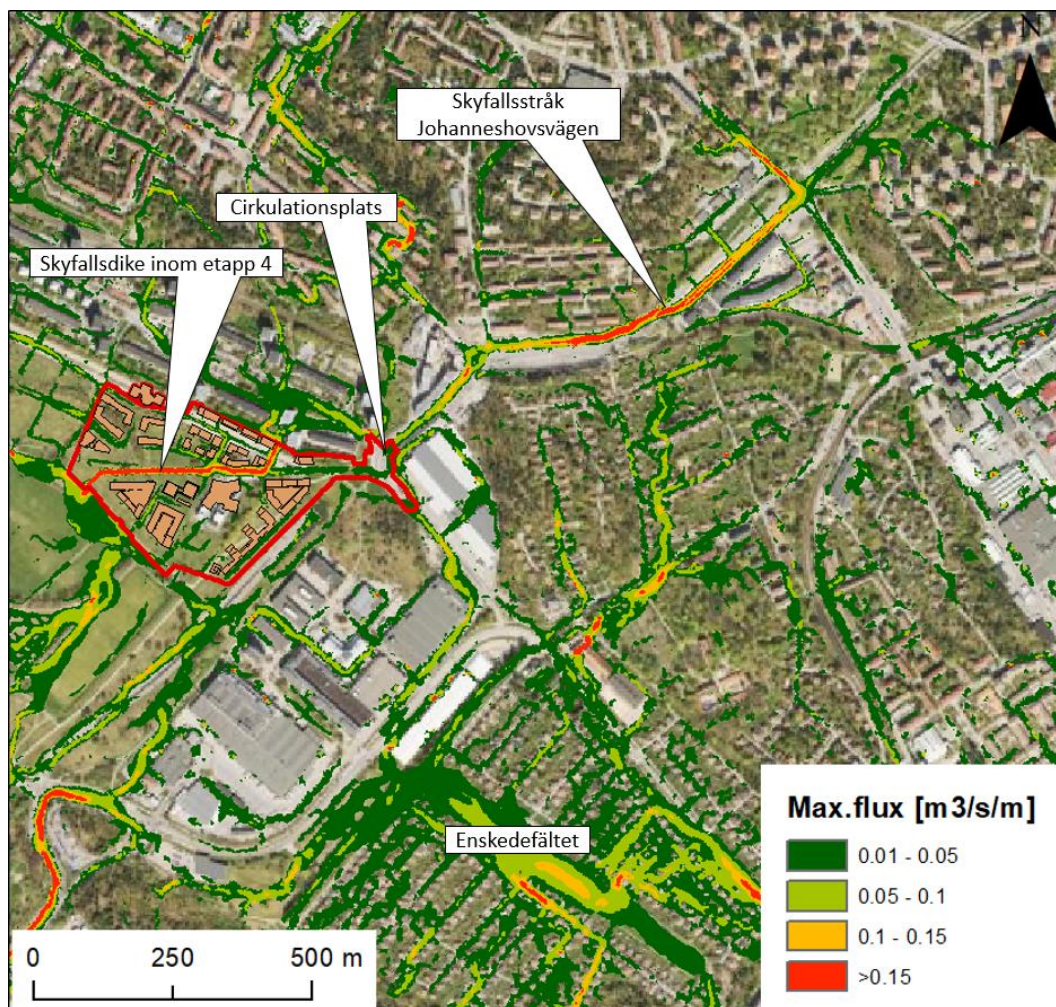 N
Skyfallsstråk
Johanneshovsvägen
Cirkulationsplats
Skyfallsdike inom etapp 4
Enskedefältet
Max.flux [m3/s/m]
0.01 - 0.05
0.05 - 0.1
0.1 - 0.15
>0.15
0 250 500 m